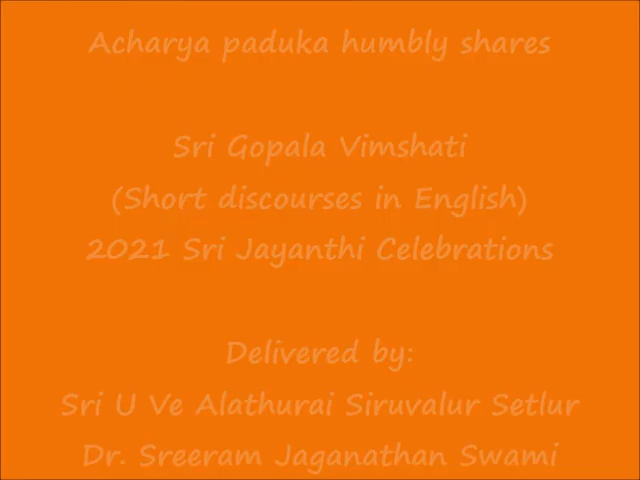 Acharya paduka humbly shares
Sri Gopala Vimshati
(Short discourses in English)
2021 Sri Jayanthi Celebrations
Delivered by:
Sri U Ve Alathurai Siruvalur Setlur
Dr. Sreeram Jaganathan Swami